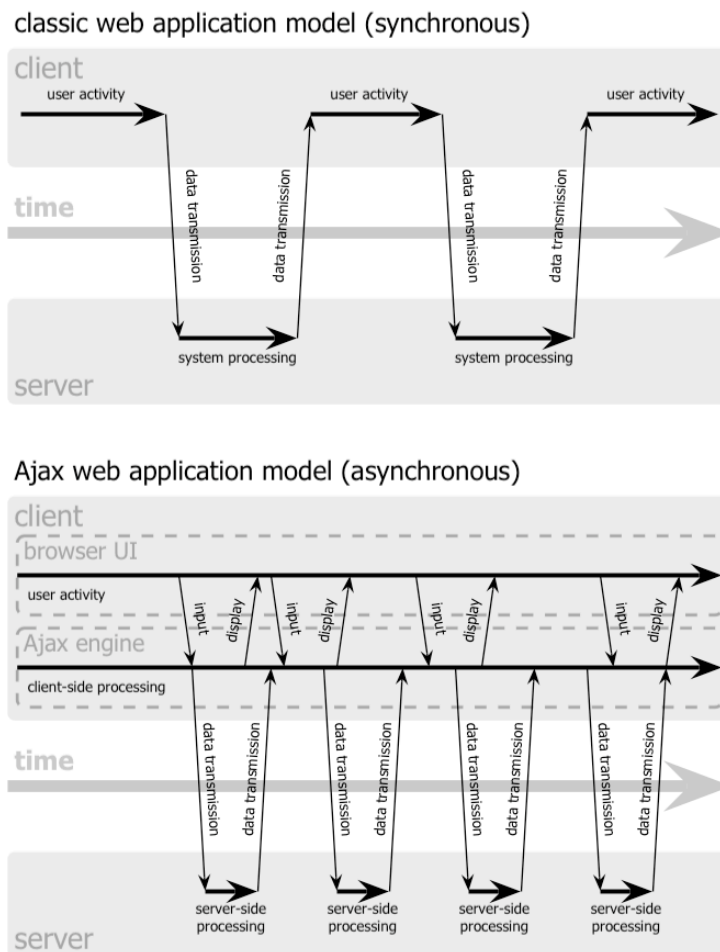 classic web application model (synchronous)
client
user activity
user activity
user activity
data transmission
data transmission
data transmission
data transmission
time
system processing
system processing
server
Ajax web application model (asynchronous)
client
browser UI
user activity
input
display
input
display
input
display
input
display
Ajax engine
client-side processing
data transmission
data transmission
data transmission
data transmission
data transmission
data transmission
data transmission
data transmission
time
server-side
processing
server-side
processing
server-side
processing
server-side
processing
server